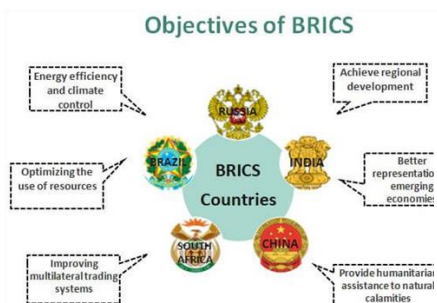 Objectives of BRICS
Energy efficiency
and climate
control
Achieve regional
development
RUSSIA
BRAZIL
INDIA
BRICS
Countries
Optimizing the
use of resources
Better
representation
emerging
economies
SOUTH
AFRICA
CHINA
Improving
multilateral trading
systems
Provide humanitarian
assistance to natural
calamities